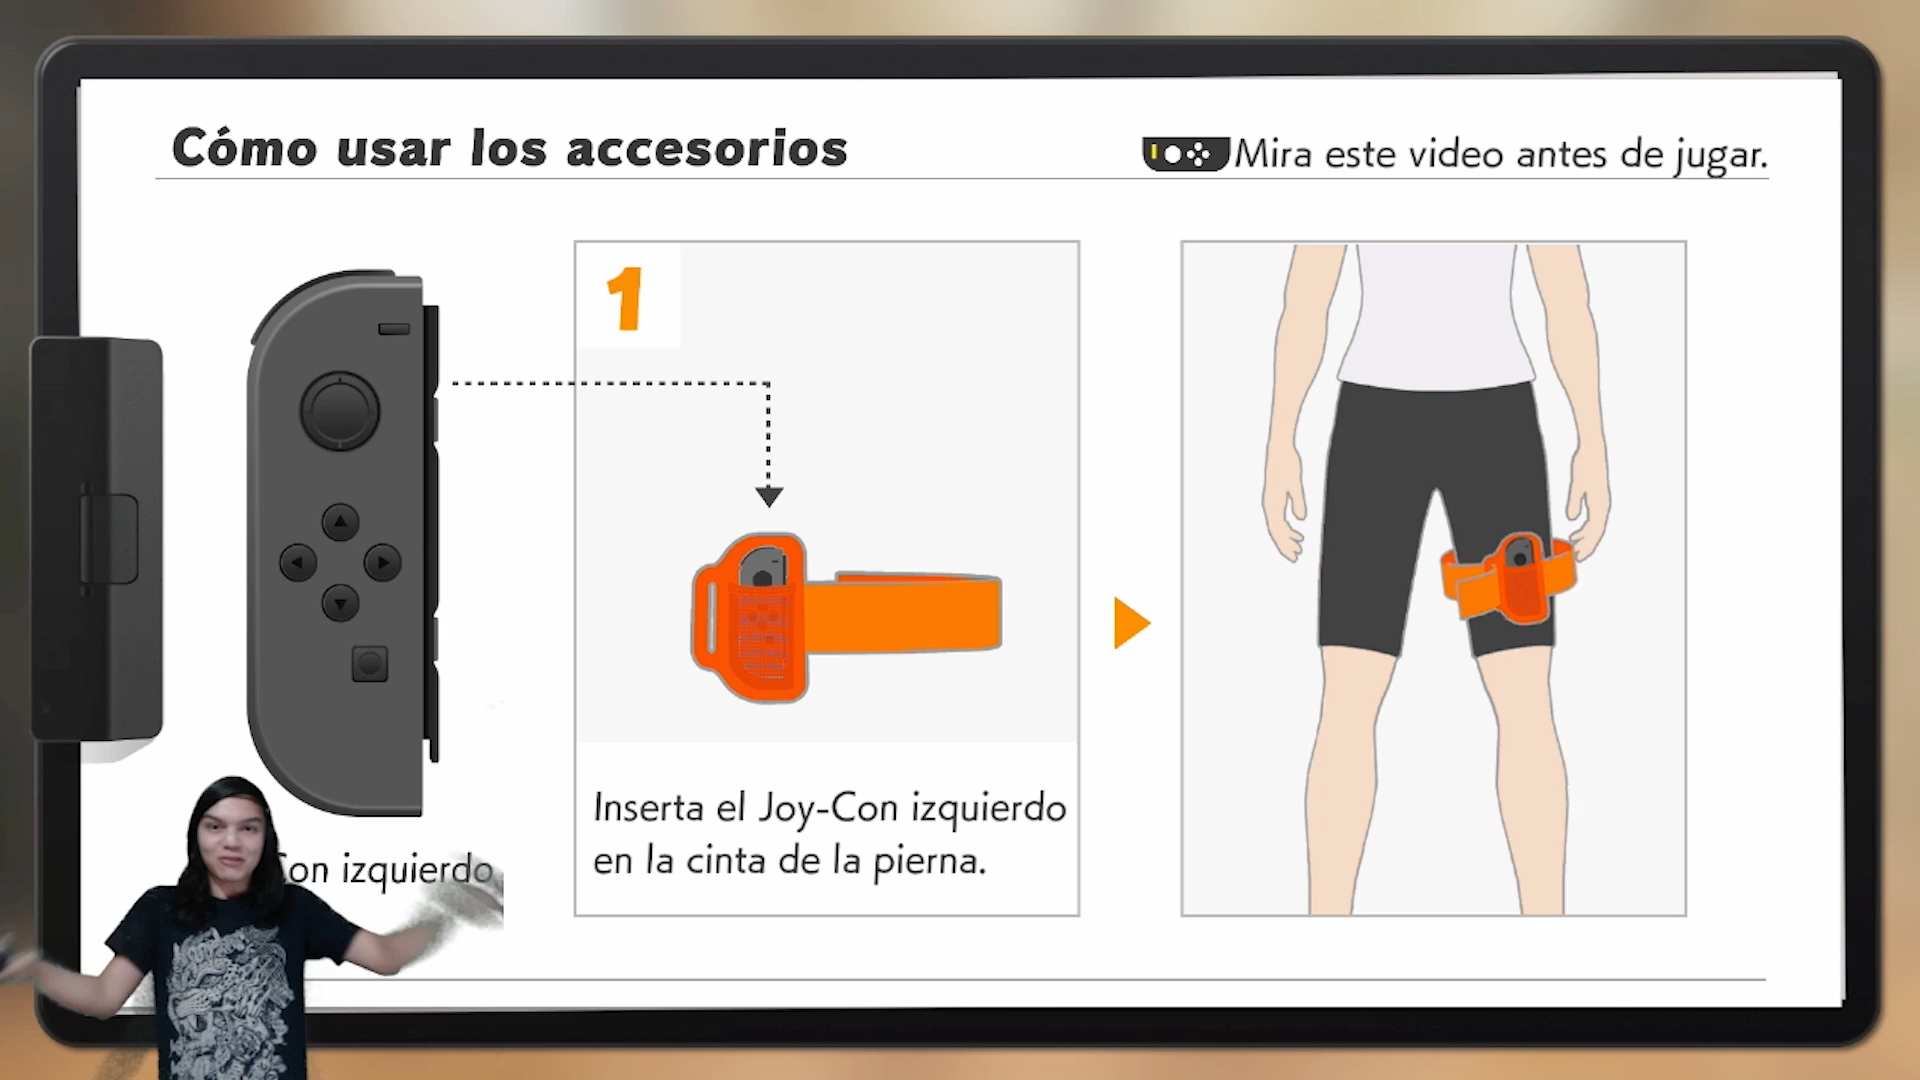 Cómo usar los accesorios
Mira este video antes de jugar.
1
Inserta el Joy-Con izquierdo
en la cinta de la pierna.
izquierdo